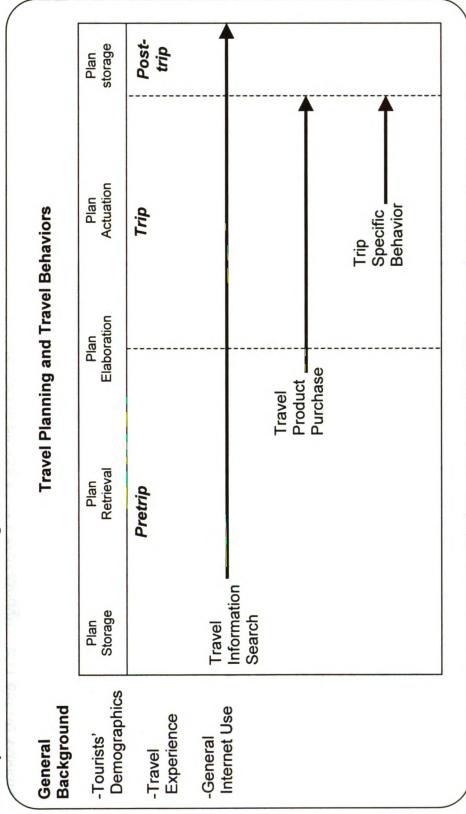 General
Background
-Tourists'
Demographics
-Travel
Experience
-General
Internet Use
Travel Planning and Travel Behaviors
Plan
Storage
Plan
Retrieval
Plan
Elaboration
Plan
Actuation
Plan
storage
Pretrip
Trip
Post-
trip
Travel
Information
Search
Travel
Product
Purchase
Trip
Specific
Behavior